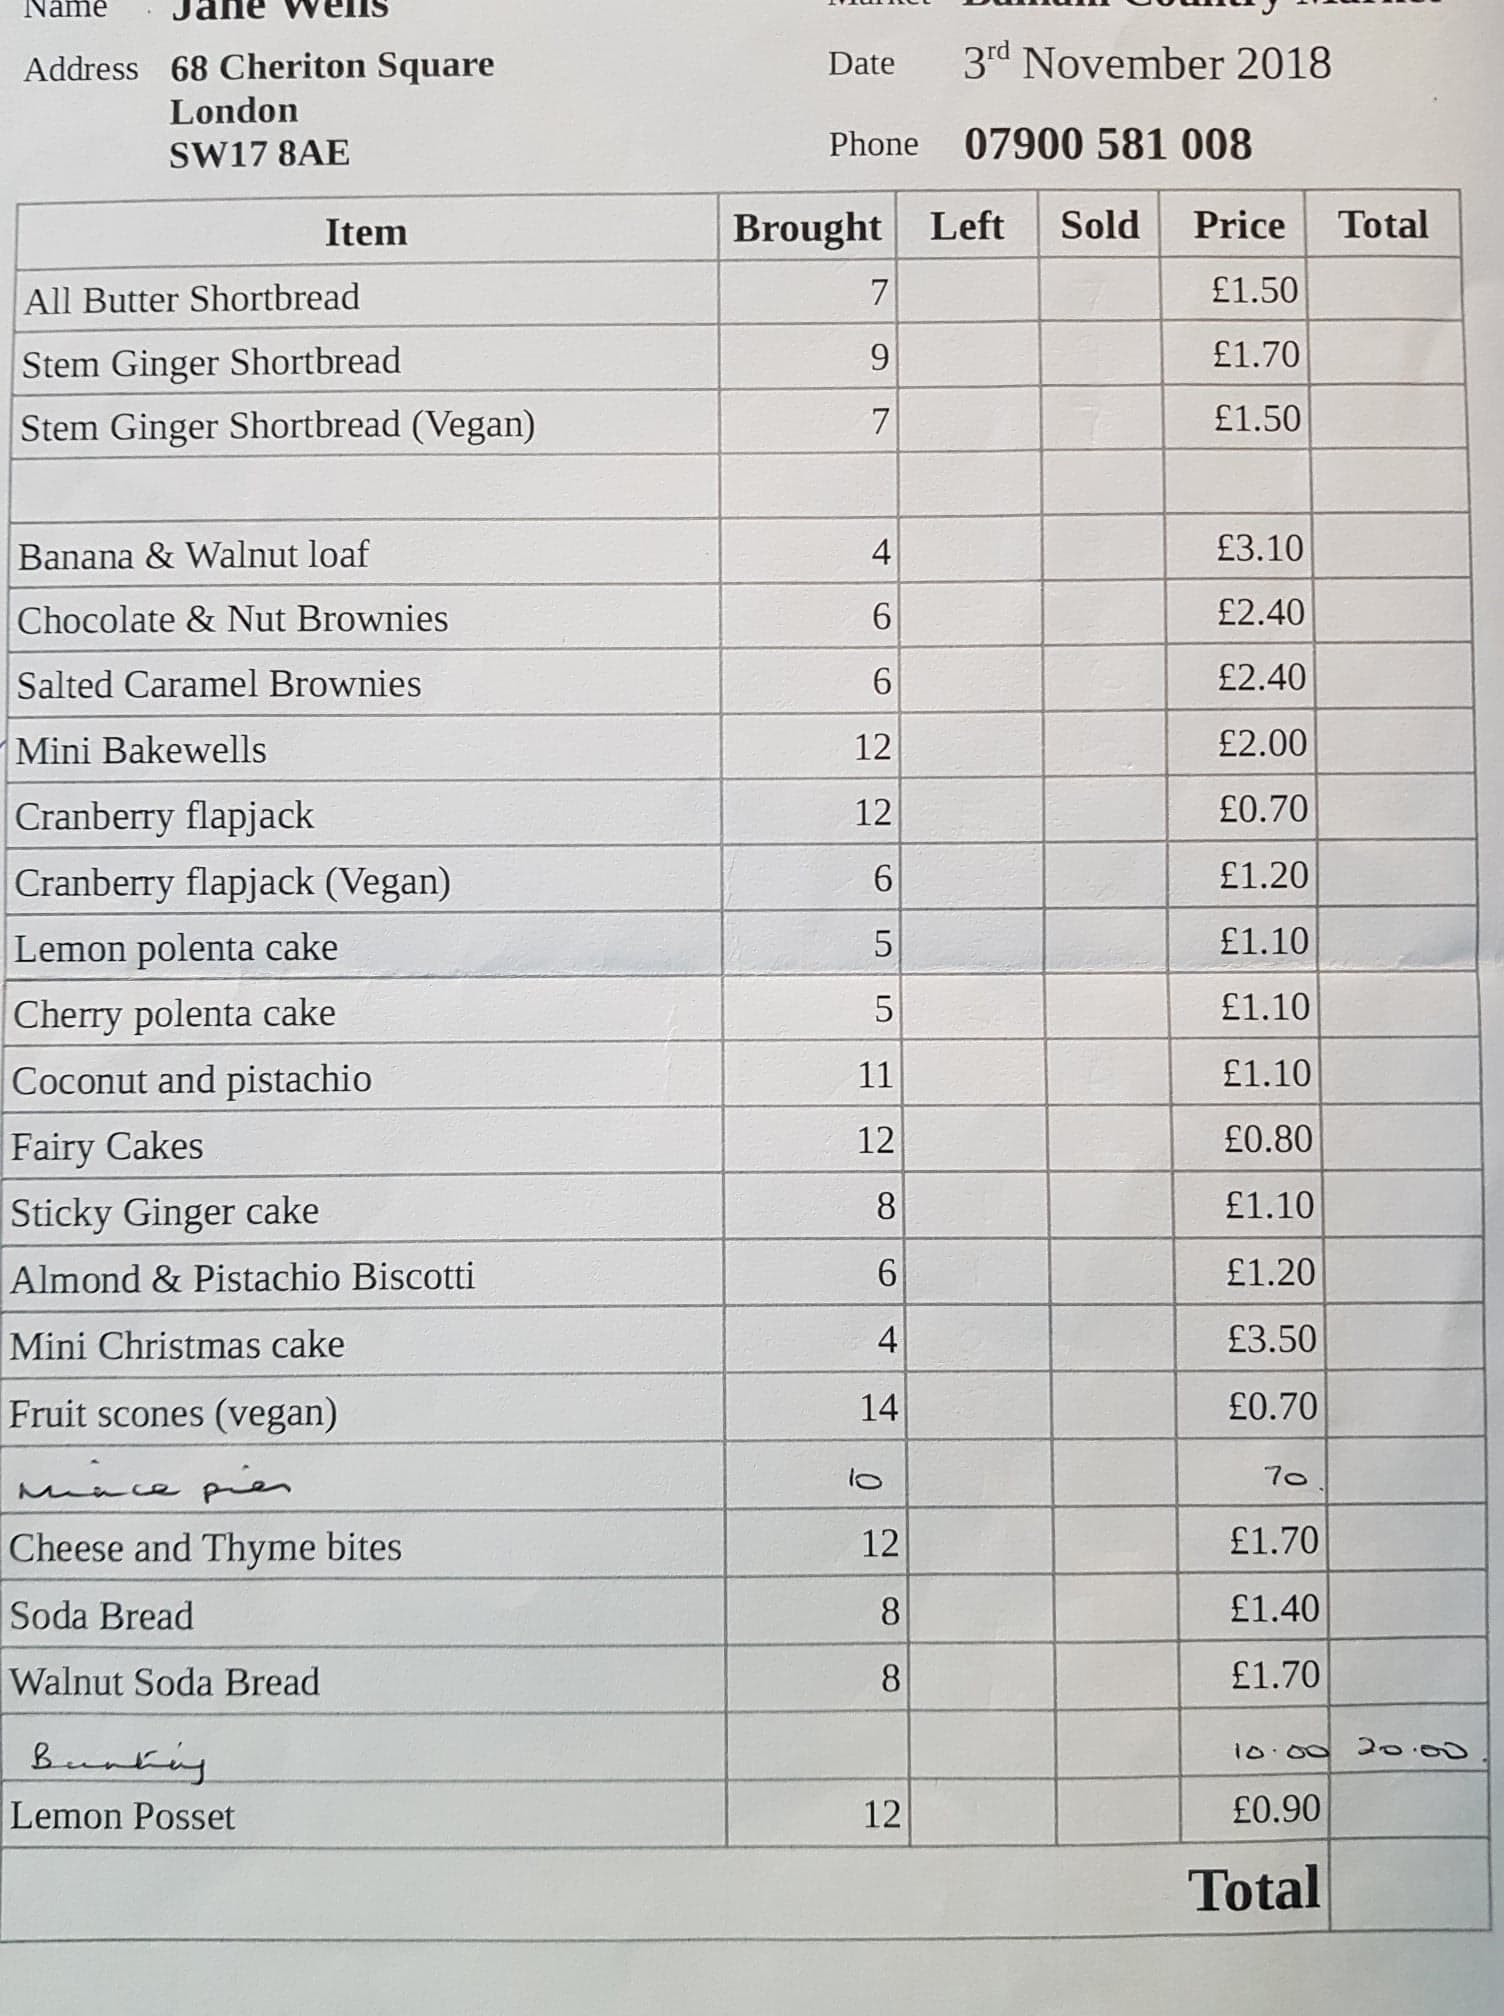 Name Jane Wells
Address 68 Cheriton Square
London
SW17 8AE
Date 3rd November 2018
Phone 07900 581 008
Item Brought Left Sold Price Total
All Butter Shortbread 7 £1.50
Stem Ginger Shortbread 9 £1.70
Stem Ginger Shortbread (Vegan) 7 £1.50
Banana & Walnut loaf 4 £3.10
Chocolate & Nut Brownies 6 £2.40
Salted Caramel Brownies 6 £2.40
Mini Bakewells 12 £2.00
Cranberry flapjack 12 £0.70
Cranberry flapjack (Vegan) 6 £1.20
Lemon polenta cake 5 £1.10
Cherry polenta cake 5 £1.10
Coconut and pistachio 11 £1.10
Fairy Cakes 12 £0.80
Sticky Ginger cake 8 £1.10
Almond & Pistachio Biscotti 6 £1.20
Mini Christmas cake 4 £3.50
Fruit scones (vegan) 14 £0.70
mince pies 10 70
Cheese and Thyme bites 12 £1.70
Soda Bread 8 £1.40
Walnut Soda Bread 8 £1.70
10.00 20.00
Lemon Posset 12 £0.90
Total